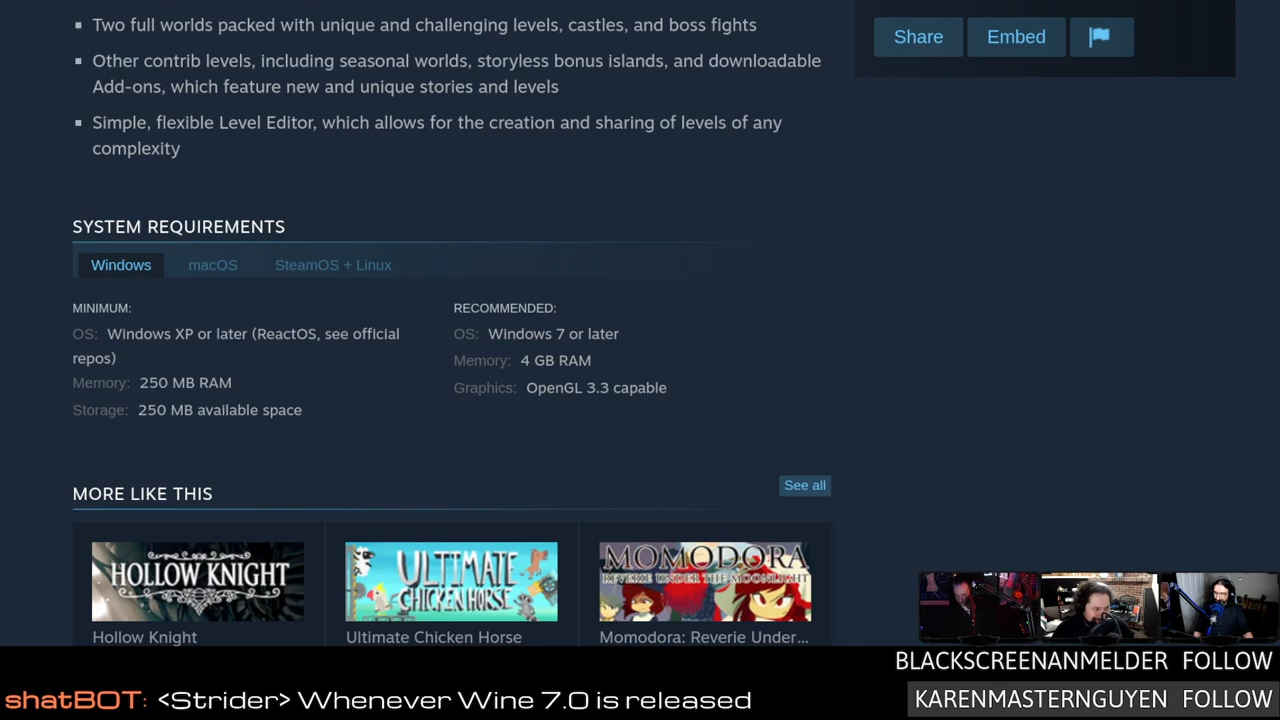 Two full worlds packed with unique and challenging levels, castles, and boss fights
Other contrib levels, including seasonal worlds, storyless bonus islands, and downloadable
Add-ons, which feature new and unique stories and levels
Simple, flexible Level Editor, which allows for the creation and sharing of levels of any
complexity
Share Embed
SYSTEM REQUIREMENTS
Windows macOS SteamOS + Linux
MINIMUM:
OS: Windows XP or later (ReactOS, see official
repos)
Memory: 250 MB RAM
Storage: 250 MB available space
RECOMMENDED:
OS: Windows 7 or later
Memory: 4 GB RAM
Graphics: OpenGL 3.3 capable
MORE LIKE THIS
See all
HOLLOW KNIGHT
Hollow Knight
ULTIMATE
CHICKEN HORSE
Ultimate Chicken Horse
MOMODORA
REVERIE UNDER THE MOONLIGHT
Momodora: Reverie Under...
BLACKSCREENANMELDER FOLLOW
KARENMASTERNGUYEN FOLLOW
shatBOT: <Strider> Whenever Wine 7.0 is released